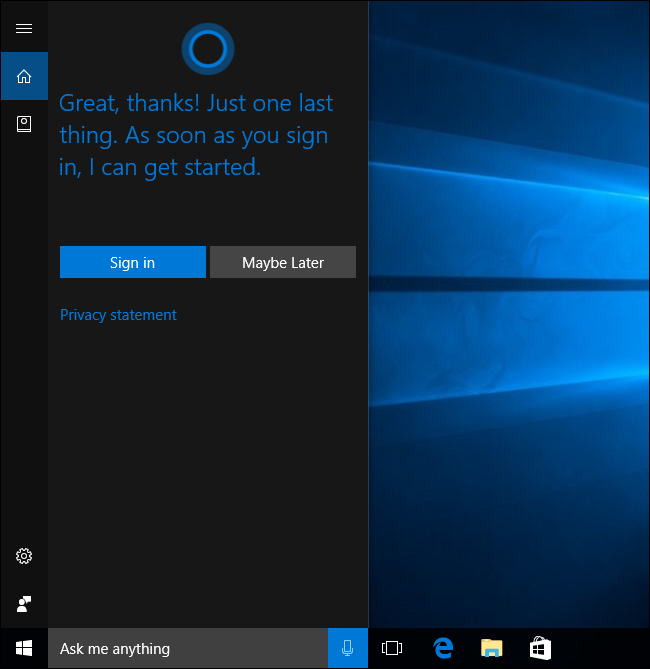 Great, thanks! Just one last
thing. As soon as you sign
in, I can get started.
Sign in
Maybe Later
Privacy statement
Ask me anything